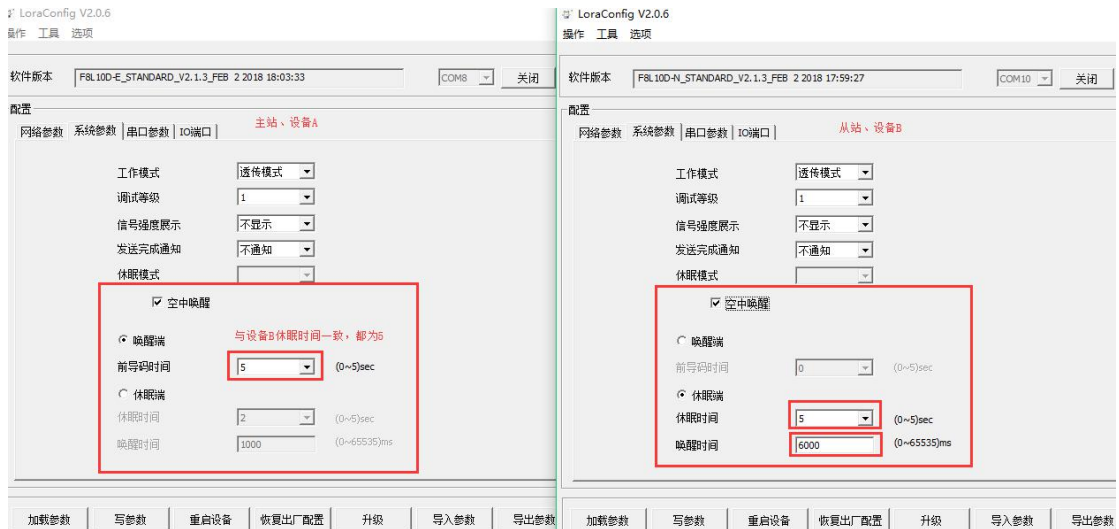 LoraConfig V2.0.6
操作 工具 选项
软件版本 F8L10D-E_STANDARD_V2.1.3_FEB 2 2018 18:03:33 COM8 关闭
配置
网络参数 系统参数 串口参数 IO端口
主站、设备A
工作模式 透传模式
调试等级 1
信号强度展示 不显示
发送完成通知 不通知
休眠模式
空中唤醒
唤醒端 与设备B休眠时间一致,都为5
前导码时间 5 (0~5)sec
休眠端
休眠时间 2 (0~5)sec
唤醒时间 1000 (0~65535)ms
加载参数 写参数 重启设备 恢复出厂配置 升级 导入参数 导出参数
LoraConfig V2.0.6
操作 工具 选项
软件版本 F8L10D-N_STANDARD_V2.1.3_FEB 2 2018 17:59:27 COM10 关闭
配置
网络参数 系统参数 串口参数 IO端口
从站、设备B
工作模式 透传模式
调试等级 1
信号强度展示 不显示
发送完成通知 不通知
休眠模式
空中唤醒
唤醒端
前导码时间 0 (0~5)sec
休眠端
休眠时间 5 (0~5)sec
唤醒时间 6000 (0~65535)ms
加载参数 写参数 重启设备 恢复出厂配置 升级 导入参数 导出参数